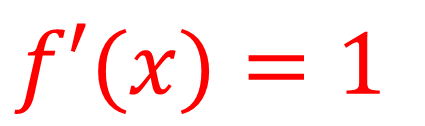 f′(x) = 1